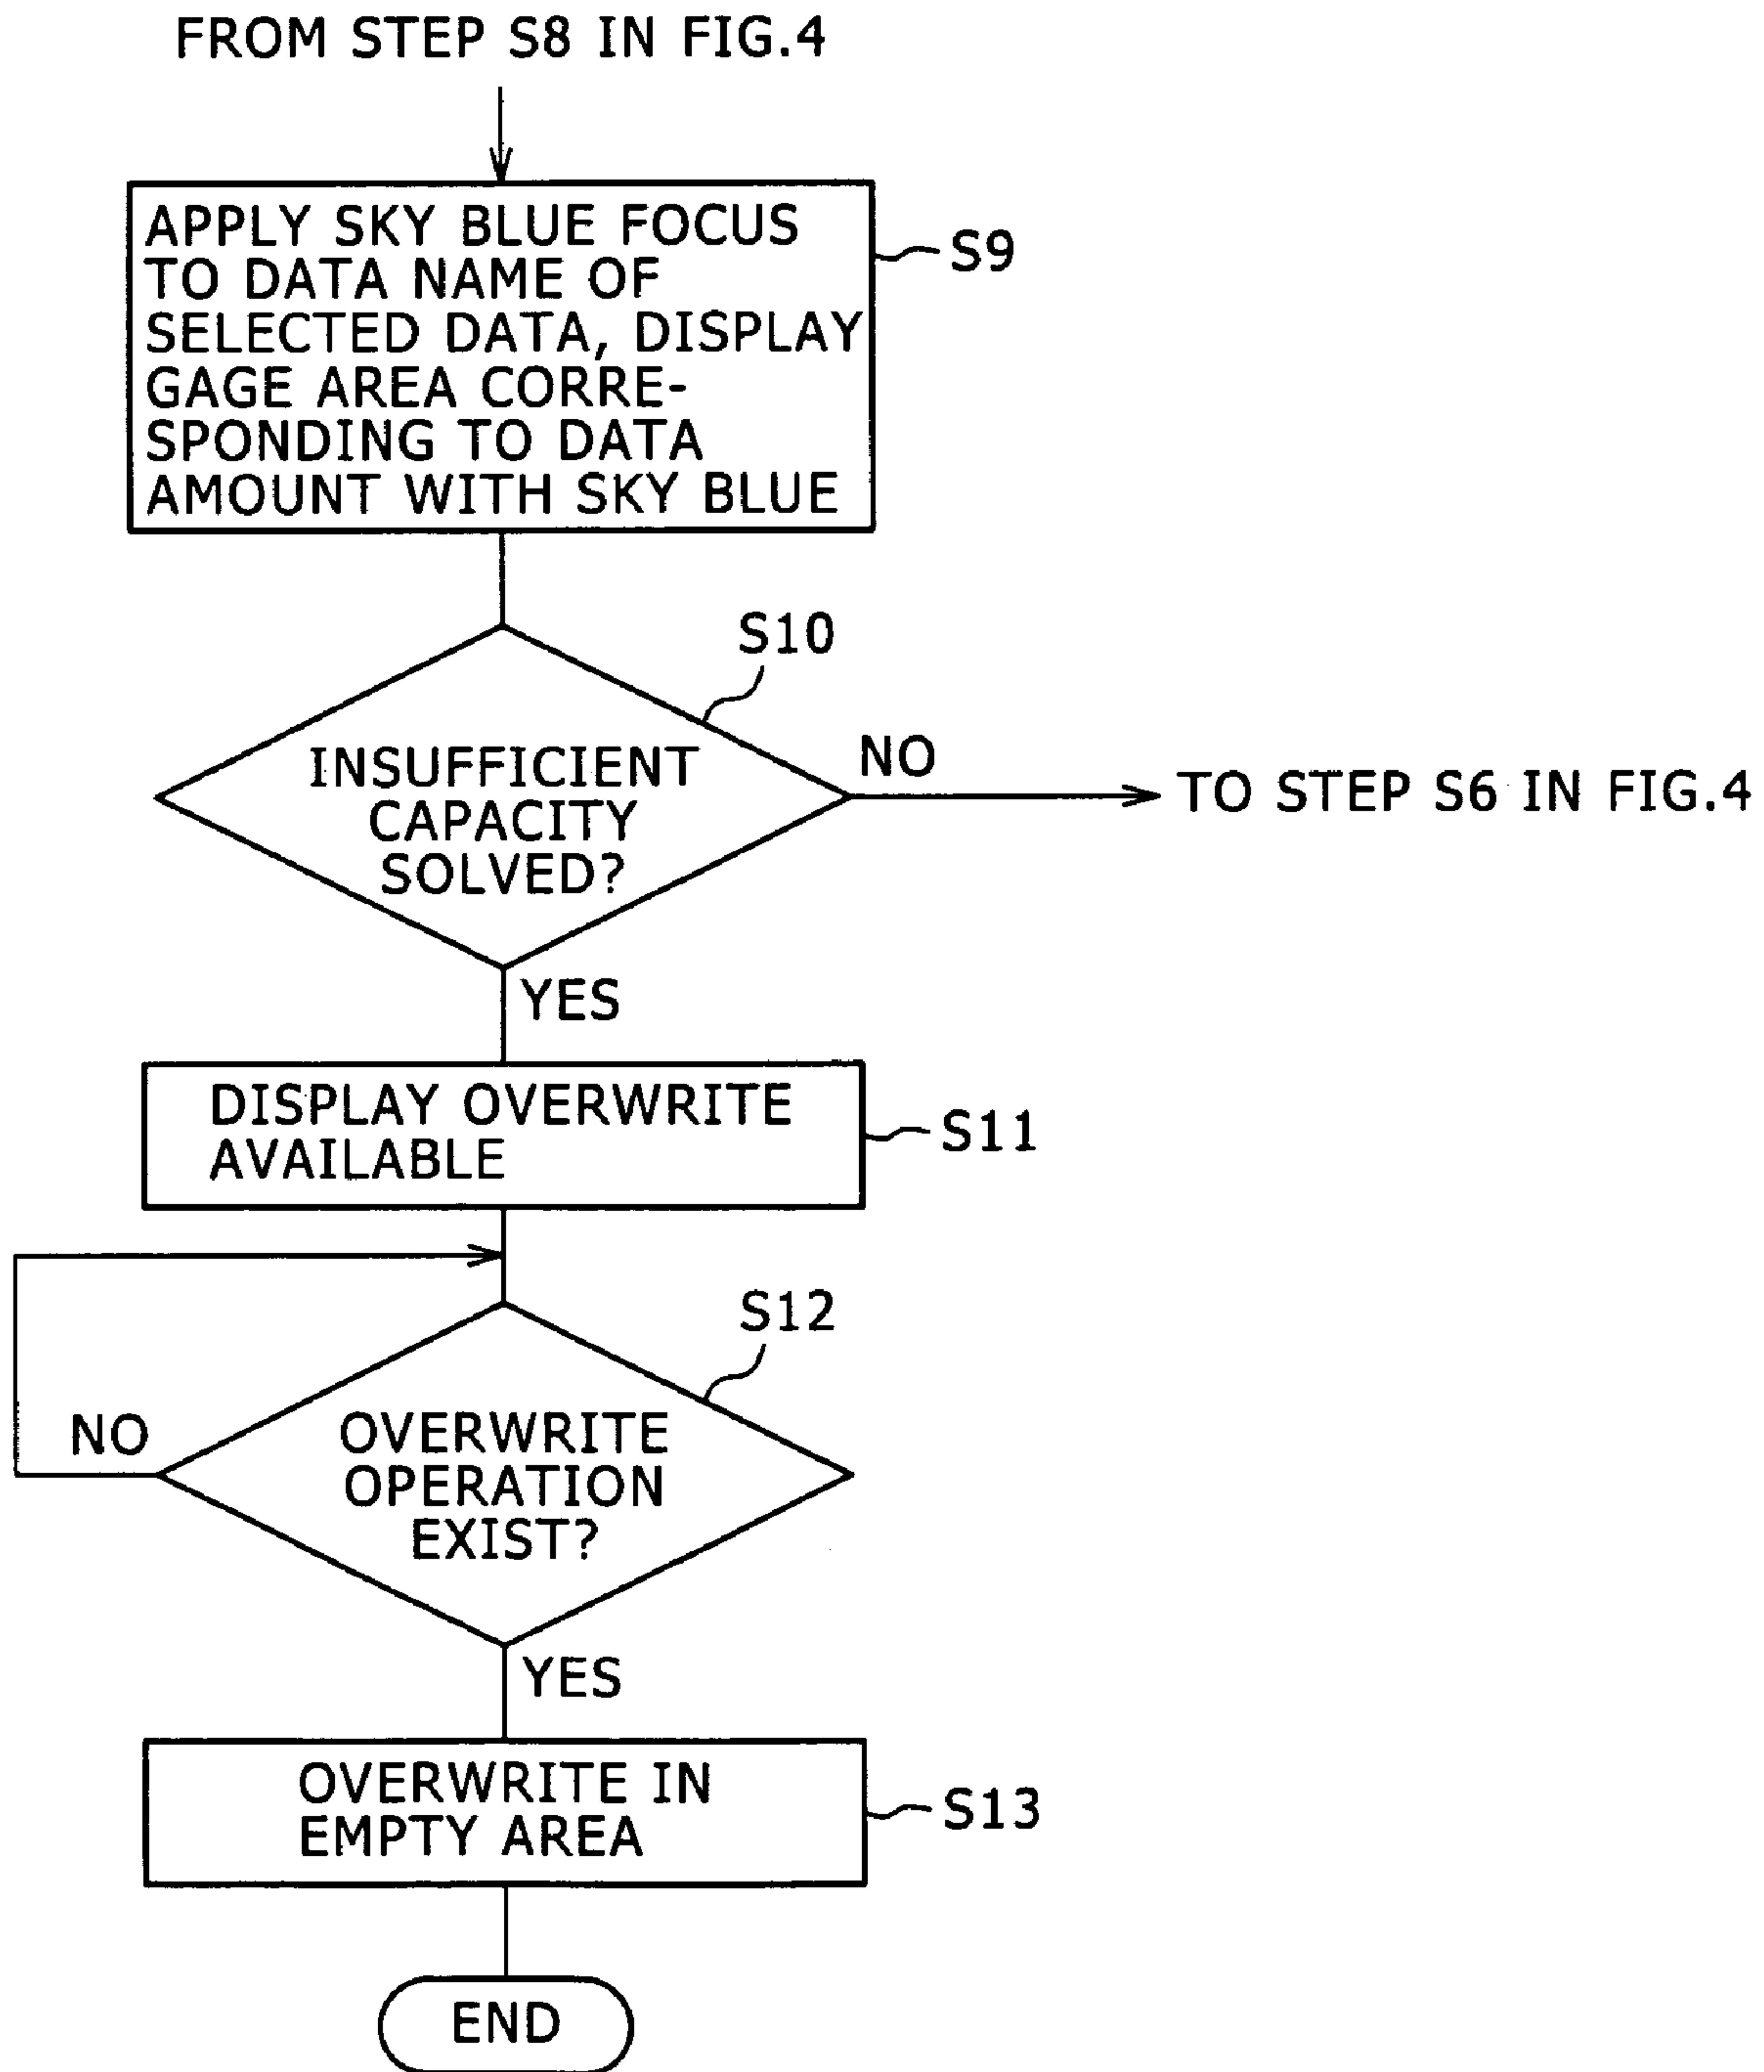 FROM STEP S8 IN FIG.4
APPLY SKY BLUE FOCUS
TO DATA NAME OF
SELECTED DATA, DISPLAY
GAGE AREA CORRE-
SPONDING TO DATA
AMOUNT WITH SKY BLUE
S9
S10
INSUFFICIENT
CAPACITY
SOLVED?
NO
TO STEP S6 IN FIG.4
YES
DISPLAY OVERWRITE
AVAILABLE
S11
S12
OVERWRITE
OPERATION
EXIST?
NO
YES
OVERWRITE IN
EMPTY AREA
S13
END